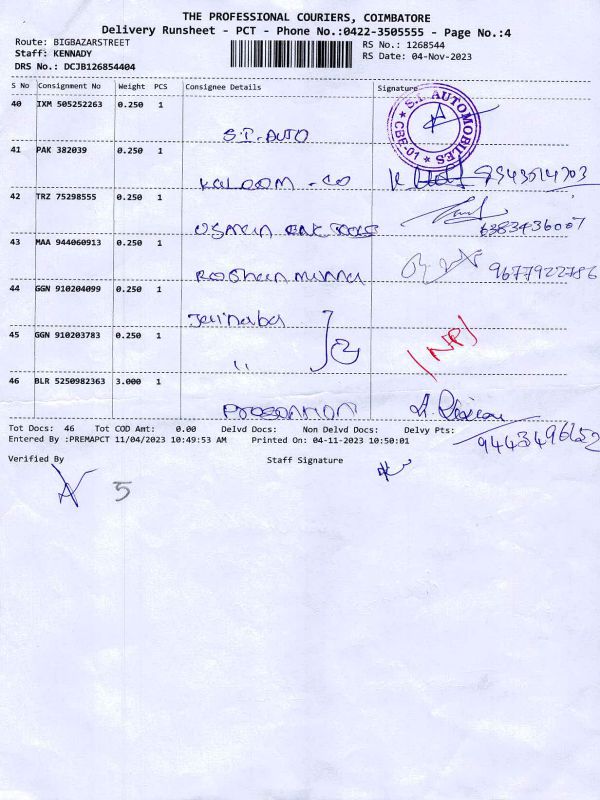 THE PROFESSIONAL COURIERS, COIMBATORE
Delivery Runsheet - PCT - Phone No.:0422-3505555 - Page No.:4
Route: BIGBAZARSTREET
RS No.: 1268544
Staff: KENNADY
RS Date: 04-Nov-2023
DRS No.: DCJB126854404
S No Consignment No Weight PCS Consignee Details Signature
40 IXM 505252263 0.250 1
S.I. AUTO
S.I. AUTOMOBILES
CBE-01
41 PAK 382039 0.250 1
KALOOM - CO
42 TRZ 75298555 0.250 1
6383436007
43 MAA 944060913 0.250 1
9677922786
44 GGN 910204099 0.250 1
Jainaba
45 GGN 910203783 0.250 1
"
2
NP
46 BLR 5250982363 3.000 1
Tot Docs: 46 Tot COD Amt: 0.00 Delvd Docs: Non Delvd Docs: Delvy Pts:
9443496652
Entered By :PREMAPCT 11/04/2023 10:49:53 AM Printed On: 04-11-2023 10:50:01
Verified By Staff Signature
5